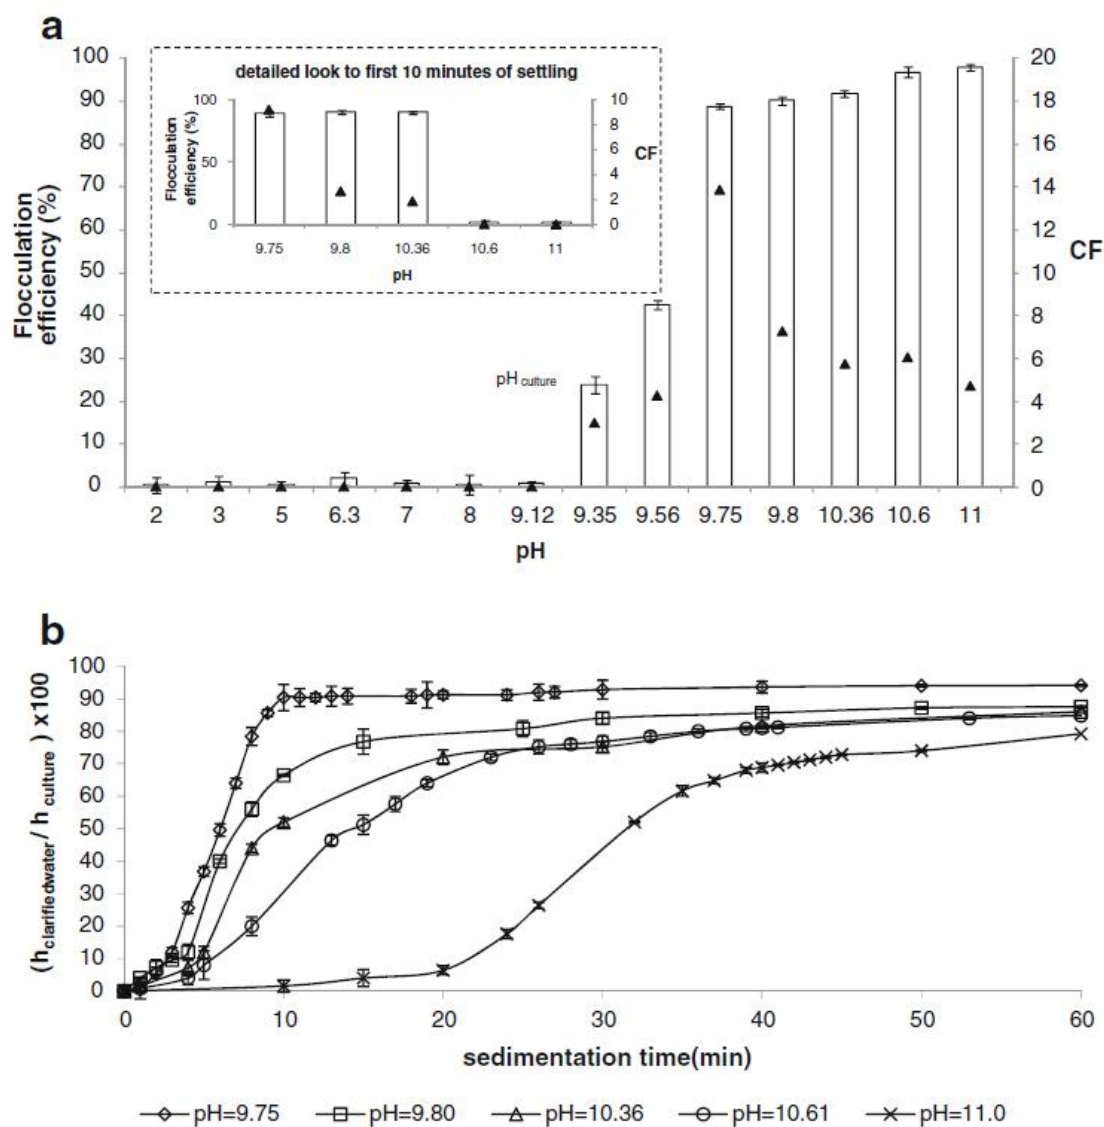 a
detailed look to first 10 minutes of settling
Flocculation
efficiency (%)
100
50
0
10
8
6
4
2
0
CF
9.75 9.8 10.36 10.6 11
pH
Flocculation
efficiency (%)
100
90
80
70
60
50
40
30
20
10
0
20
18
16
14
12
10
8
6
4
2
0
CF
pH culture
2 3 5 6.3 7 8 9.12 9.35 9.56 9.75 9.8 10.36 10.6 11
pH
b
(hclarifiedwater/ h culture ) x100
100
90
80
70
60
50
40
30
20
10
0
0 10 20 30 40 50 60
sedimentation time(min)
pH=9.75 pH=9.80 pH=10.36 pH=10.61 pH=11.0